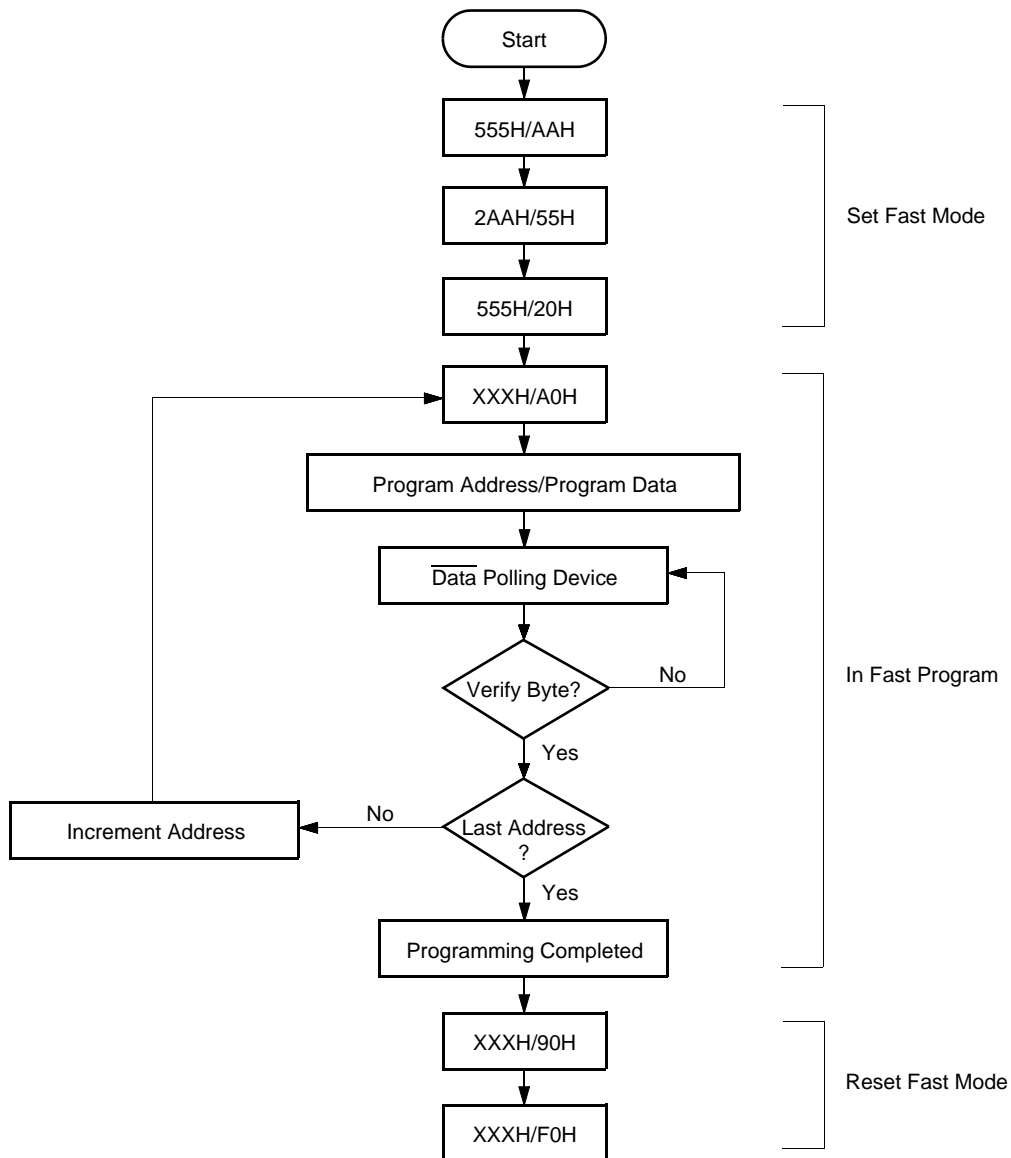 Start
555H/AAH
2AAH/55H
Set Fast Mode
555H/20H
XXXH/A0H
Program Address/Program Data
Data Polling Device
Verify Byte?
No
In Fast Program
Yes
Last Address
?
No
Increment Address
Yes
Programming Completed
XXXH/90H
Reset Fast Mode
XXXH/F0H